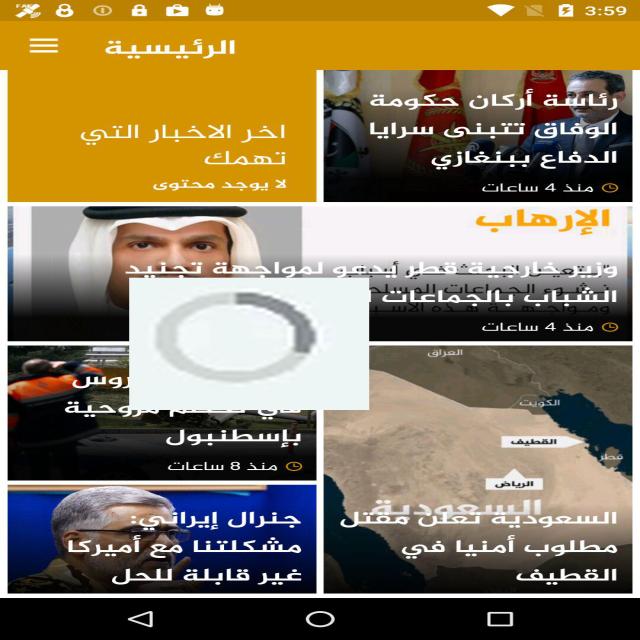 3:59
الرئيسية
رئاسة أركان حكومة
الوفاق تتبنى سرايا
الدفاع ببنغازي
منذ 4 ساعات
اخر الاخبار التي
تهمك
لا يوجد محتوى
الإرهاب
وزير خارجية قطر يدعو لمواجهة تجنيد
الشباب بالجماعات
منذ 4 ساعات
روس
مروحية
بإسطنبول
منذ 8 ساعات
العراق
الكويت
القطيف
قطر
الرياض
السعودية
السعودية تعلن مقتل
مطلوب أمنيا في
القطيف
جنرال إيراني:
مشكلتنا مع أميركا
غير قابلة للحل